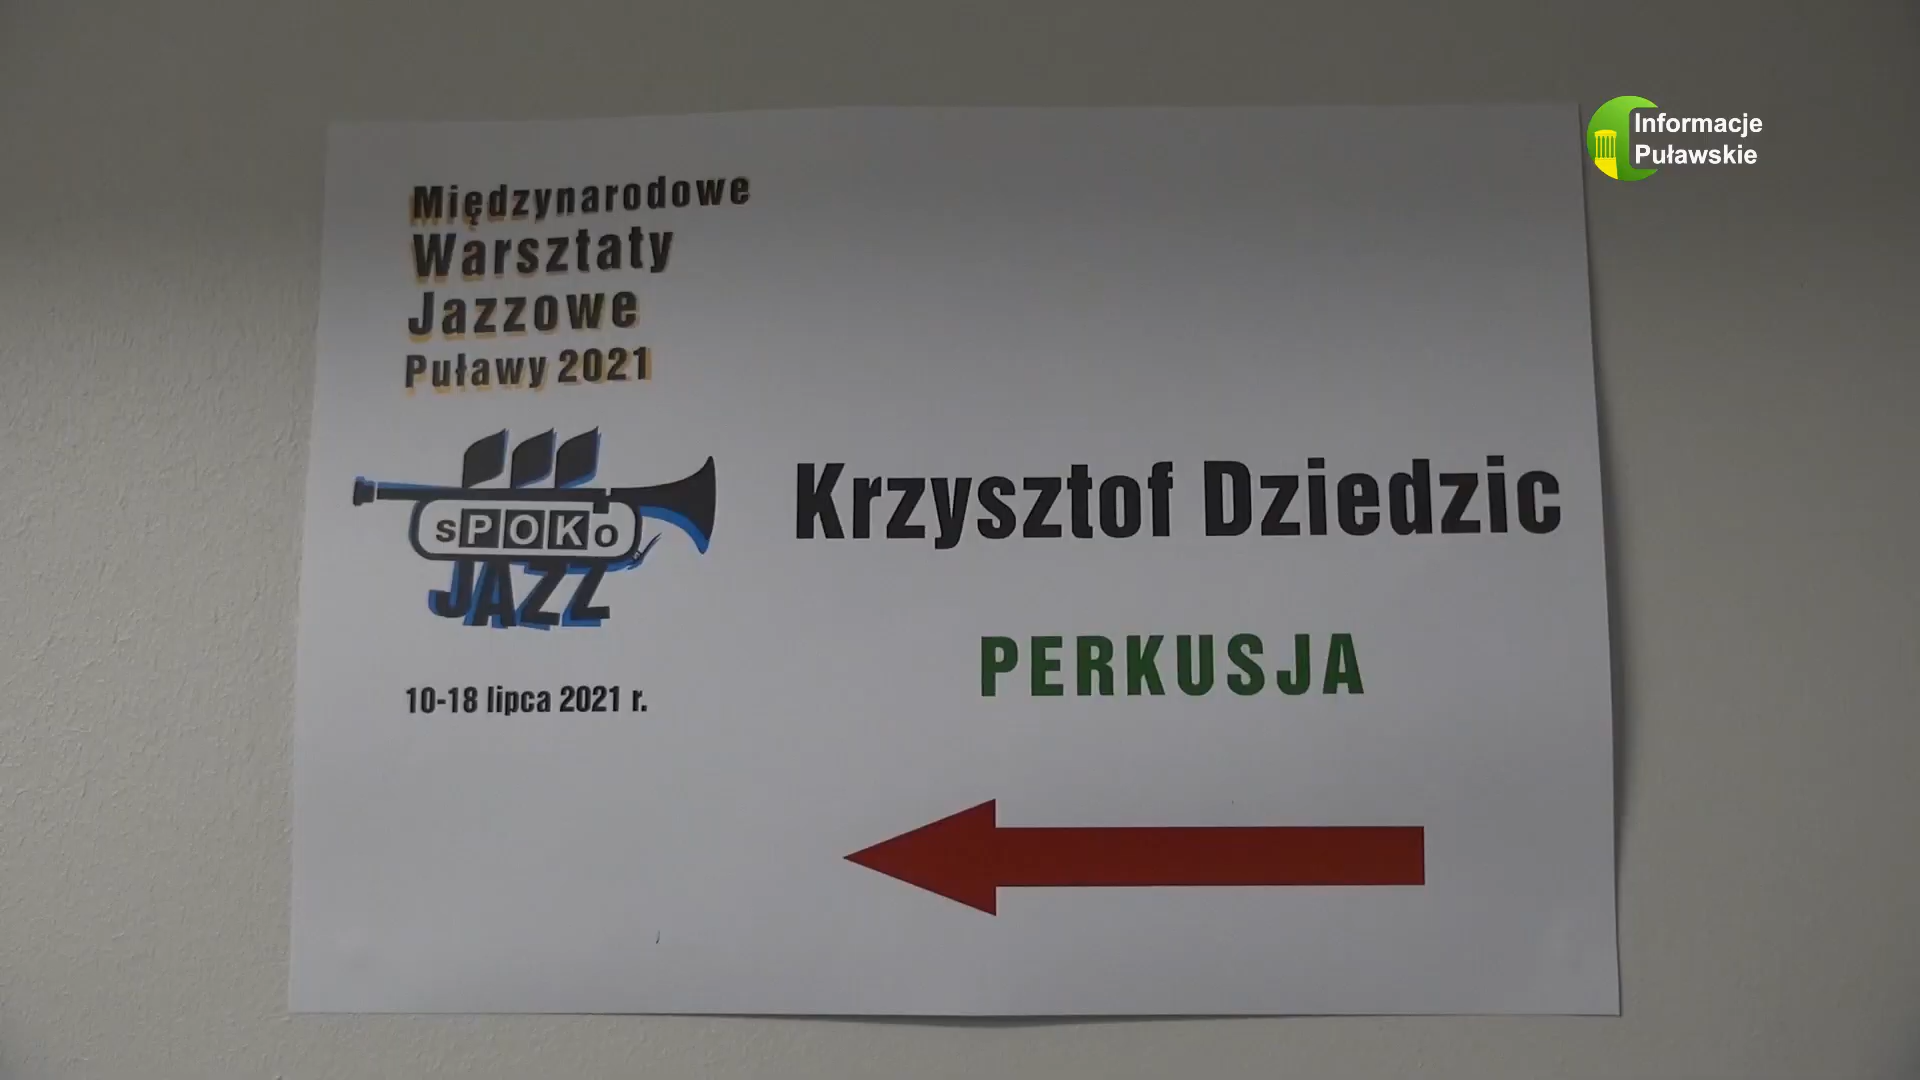 Informacje
Puławskie
Międzynarodowe
Warsztaty
Jazzowe
Puławy 2021
sPOKo
JAZZ
10-18 lipca 2021 r.
Krzysztof Dziedzic
PERKUSJA